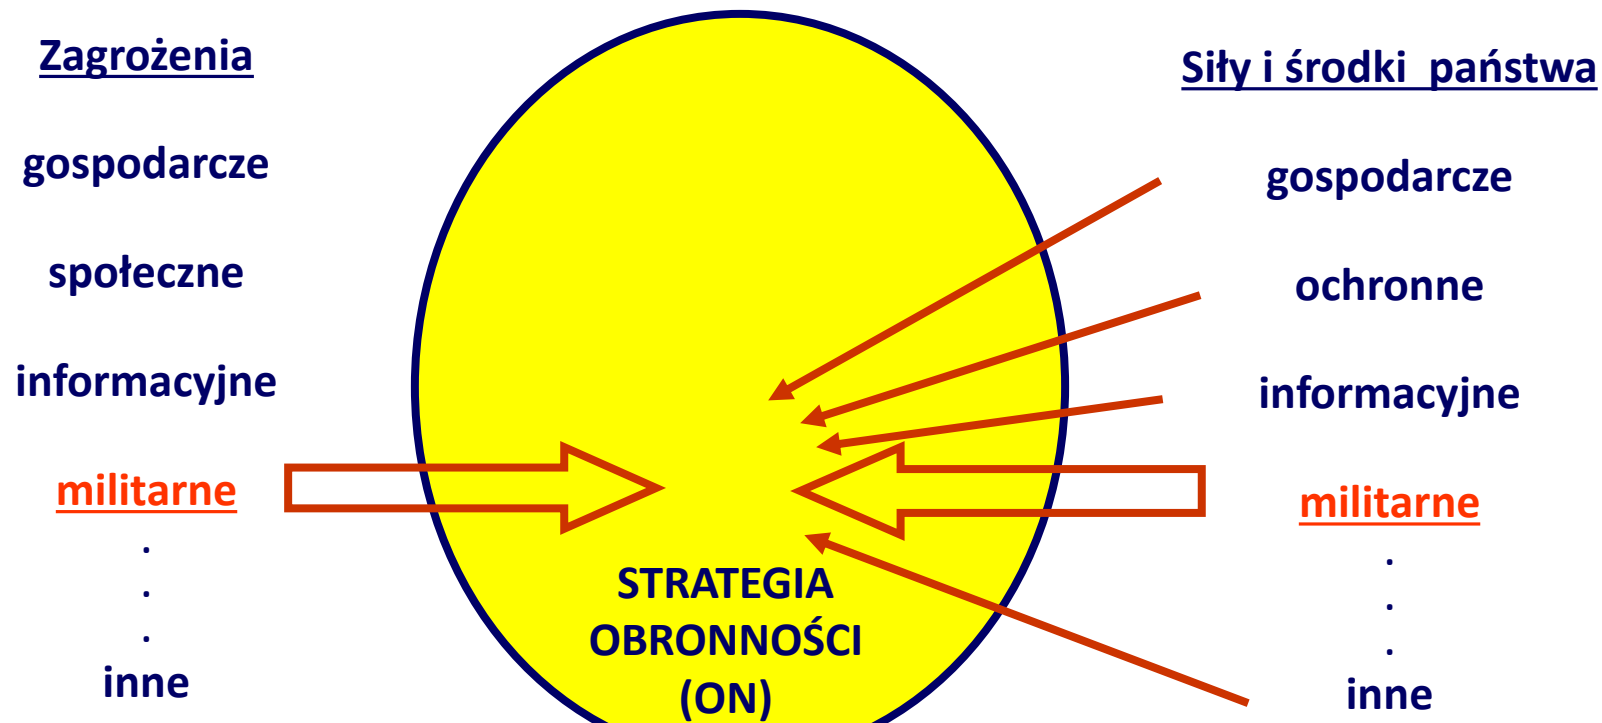 Zagrożenia
gospodarcze
społeczne
informacyjne
militarne
.
.
.
inne
STRATEGIA
OBRONNOŚCI
(ON)
Siły i środki państwa
gospodarcze
ochronne
informacyjne
militarne
.
.
.
inne